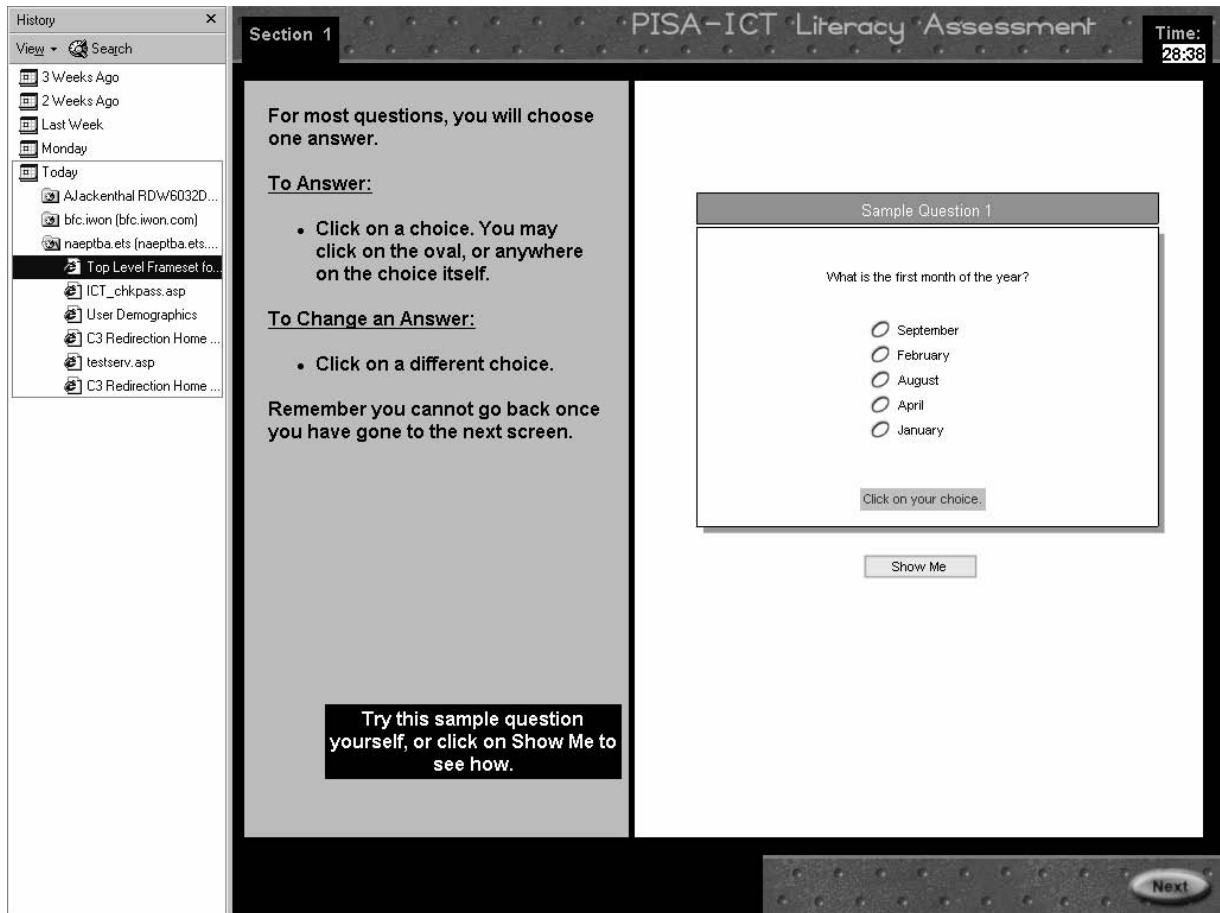 History
View
Search
3 Weeks Ago
2 Weeks Ago
Last Week
Monday
Today
AJackenthal RDW6032D...
bfc.iwon (bfc.iwon.com)
naeptba.ets (naeptba.ets....
Top Level Frameset fo...
ICT_chkpass.asp
User Demographics
C3 Redirection Home ...
testserv.asp
C3 Redirection Home ...
Section 1
PISA-ICT Literacy Assessment
Time:
28:38
For most questions, you will choose
one answer.
To Answer:
• Click on a choice. You may
click on the oval, or anywhere
on the choice itself.
To Change an Answer:
• Click on a different choice.
Remember you cannot go back once
you have gone to the next screen.
Try this sample question
yourself, or click on Show Me to
see how.
Sample Question 1
What is the first month of the year?
September
February
August
April
January
Click on your choice.
Show Me
Next